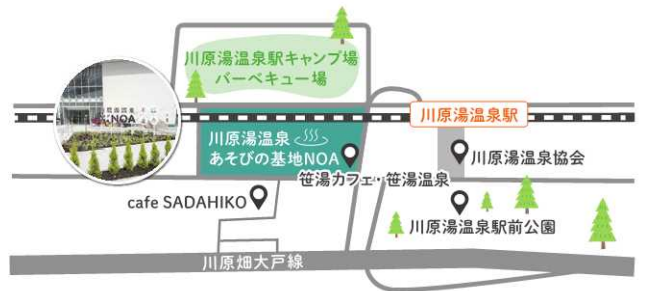 川原湯温泉駅キャンプ場
バーベキュー場
NOA
川原湯温泉駅
川原湯温泉
あそびの基地NOA
川原湯温泉協会
笹湯カフェ・笹湯温泉
cafe SADAHIKO
川原湯温泉駅前公園
川原畑大戸線